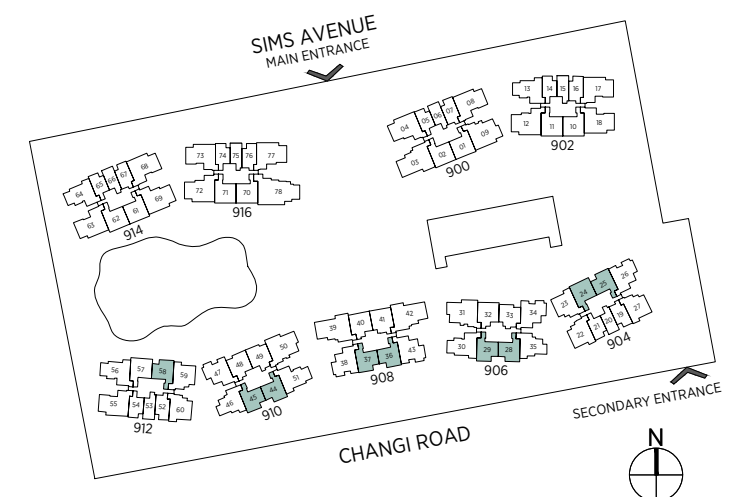 SIMS AVENUE
MAIN ENTRANCE
13 14 15 16 17
12 11 10 18
902
04 05 06 07 08
03 02 01 09
900
73 74 75 76 77
72 71 70 78
916
64 65 66 67 68
63 62 61 69
914
23 24 25 26
22 21 20 19 27
904
31 32 33 34
30 29 28 35
906
39 40 41 42
38 37 36 43
908
47 48 49 50
46 45 44 51
910
56 57 58 59
55 54 53 52 60
912
SECONDARY ENTRANCE
CHANGI ROAD
N